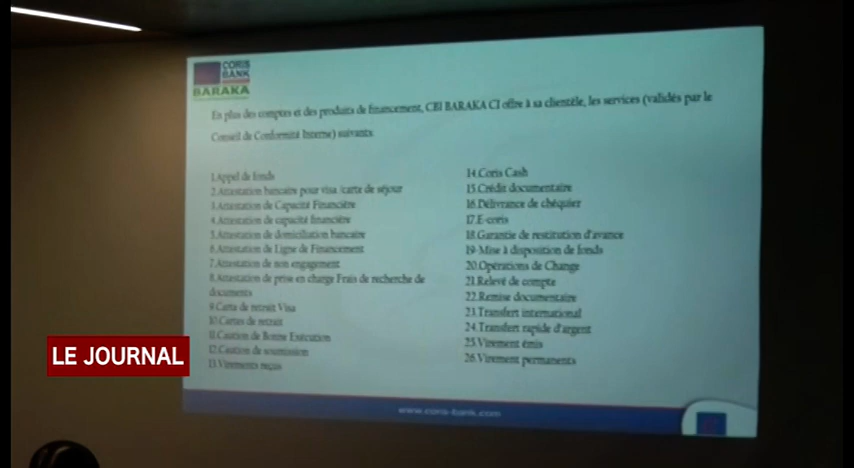 CORIS
BANK
BARAKA
En plus des comptes et des produits de financement, CBI BARAKA CI offre à sa clientèle, les services (validés par le
Conseil de Conformité Interne) suivants:
1.Appel de fonds
2.Attestation bancaire pour visa /carte de séjour
3.Attestation de Capacité Financière
4.Attestation de capacité financière
5.Attestation de domiciliation bancaire
6.Attestation de Ligne de Financement
7.Attestation de non engagement
8.Attestation de prise en charge Frais de recherche de
documents
9.Carte de retrait Visa
10.Cartes de retrait
11.Caution de Bonne Exécution
12.Caution de soumission
13.Virements reçus
14.Coris Cash
15.Crédit documentaire
16.Délivrance de chéquier
17.E-coris
18.Garantie de restitution d'avance
19-Mise à disposition de fonds
20.Opérations de Change
21.Relevé de compte
22.Remise documentaire
23.Transfert international
24.Transfert rapide d'argent
25.Virement émis
26.Virement permanents
www.coris-bank.com
LE JOURNAL